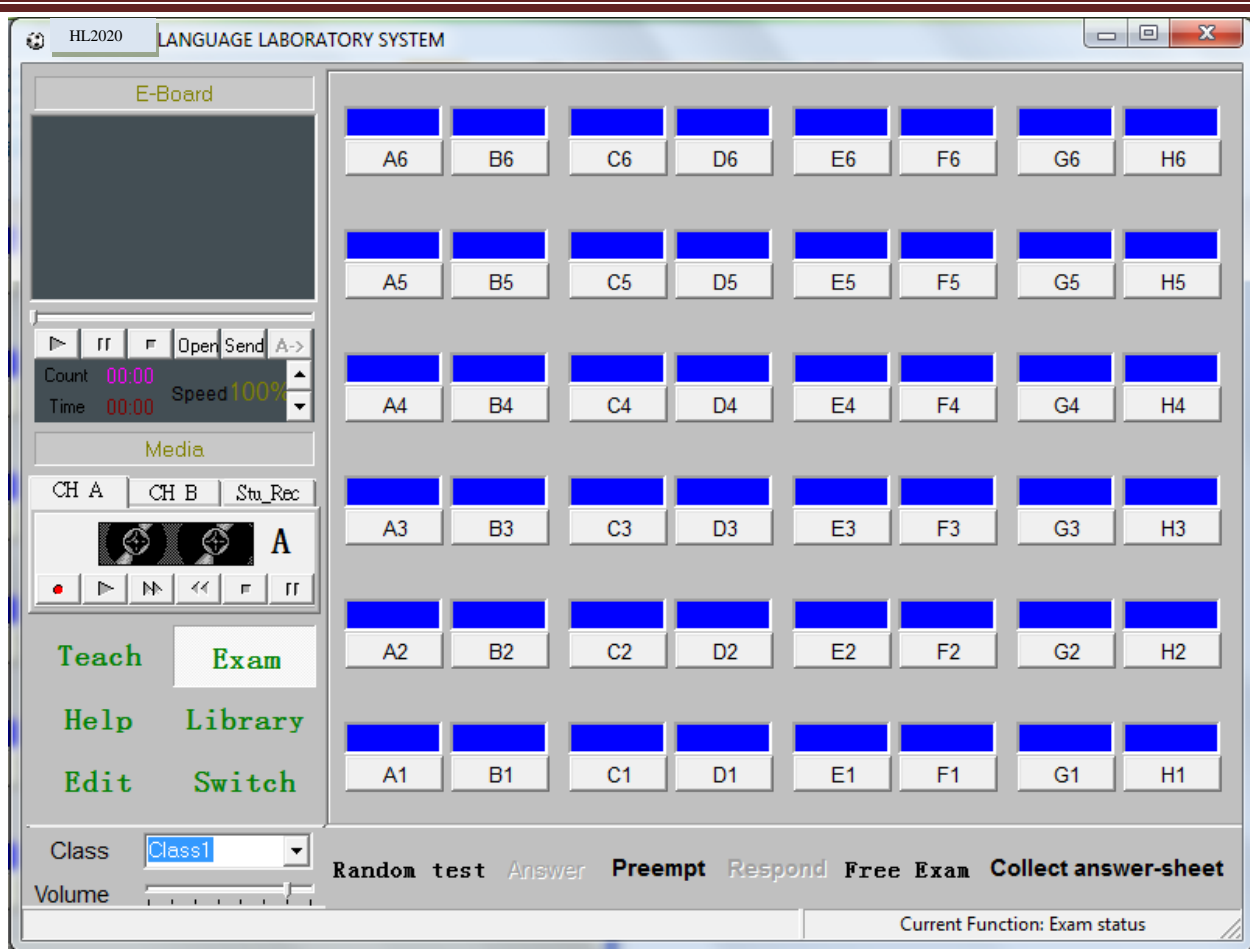 HL2020 LANGUAGE LABORATORY SYSTEM
E-Board
Open Send A->
Count 00:00
Speed 100%
Time 00:00
Media
CH A CH B Stu_Rec
A
Teach Exam
Help Library
Edit Switch
Class Class1
Volume
A6 B6 C6 D6 E6 F6 G6 H6
A5 B5 C5 D5 E5 F5 G5 H5
A4 B4 C4 D4 E4 F4 G4 H4
A3 B3 C3 D3 E3 F3 G3 H3
A2 B2 C2 D2 E2 F2 G2 H2
A1 B1 C1 D1 E1 F1 G1 H1
Random test Answer Preempt Respond Free Exam Collect answer-sheet
Current Function: Exam status